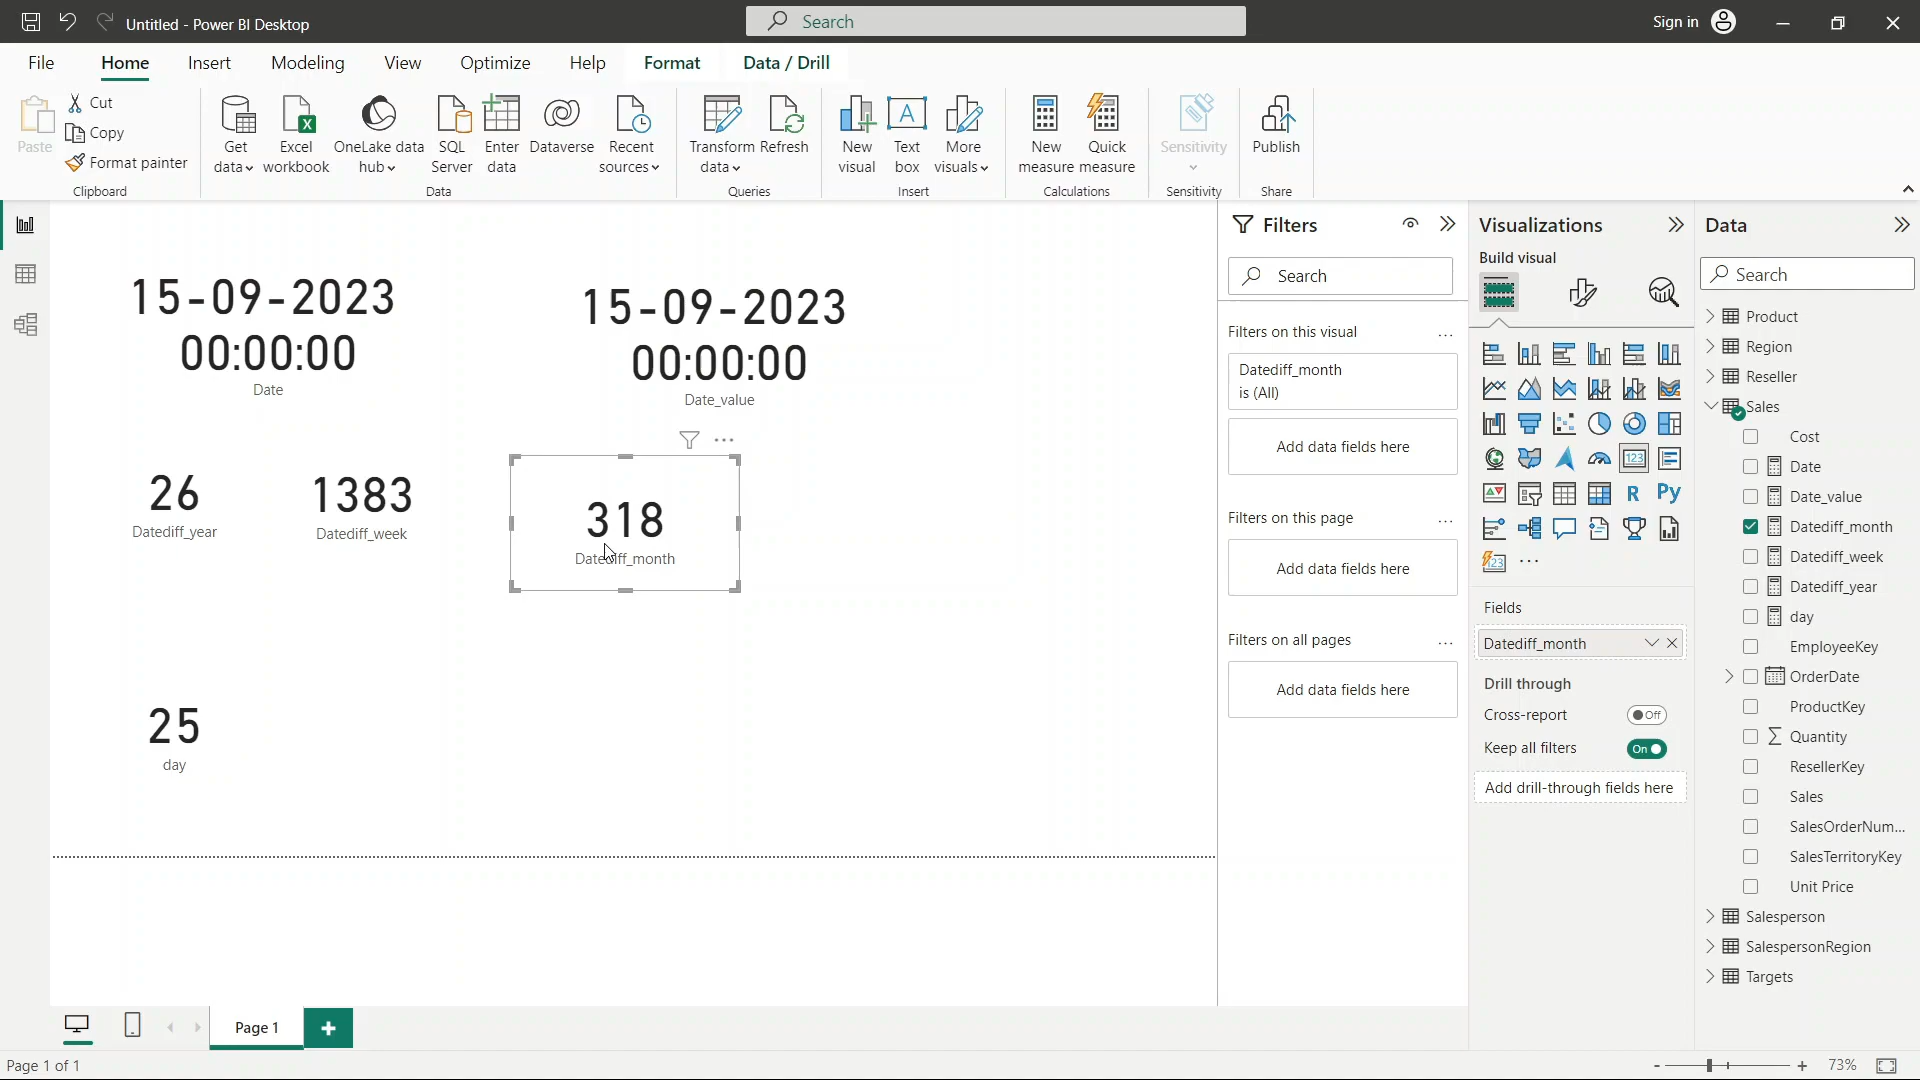 Untitled - Power BI Desktop
Search
Sign in
File Home Insert Modeling View Optimize Help Format Data / Drill
Paste
Cut
Copy
Format painter
Clipboard
Get data
Excel workbook
OneLake data hub
SQL Server
Enter data
Dataverse
Recent sources
Data
Transform data
Refresh
Queries
New visual
Text box
More visuals
Insert
New measure
Quick measure
Calculations
Sensitivity
Sensitivity
Publish
Share
15-09-2023
00:00:00
Date
15-09-2023
00:00:00
Date_value
26
Datediff_year
1383
Datediff_week
318
Datediff_month
25
day
Filters
Search
Filters on this visual
...
Datediff_month
is (All)
Add data fields here
Filters on this page
...
Add data fields here
Filters on all pages
...
Add data fields here
Visualizations
Build visual
123
R
Py
123
...
Fields
Datediff_month
Drill through
Cross-report
Off
Keep all filters
On
Add drill-through fields here
Data
Search
Product
Region
Reseller
Sales
Cost
Date
Date_value
Datediff_month
Datediff_week
Datediff_year
day
EmployeeKey
OrderDate
ProductKey
Quantity
ResellerKey
Sales
SalesOrderNum...
SalesTerritoryKey
Unit Price
Salesperson
SalespersonRegion
Targets
Page 1
+
Page 1 of 1
- + 73%